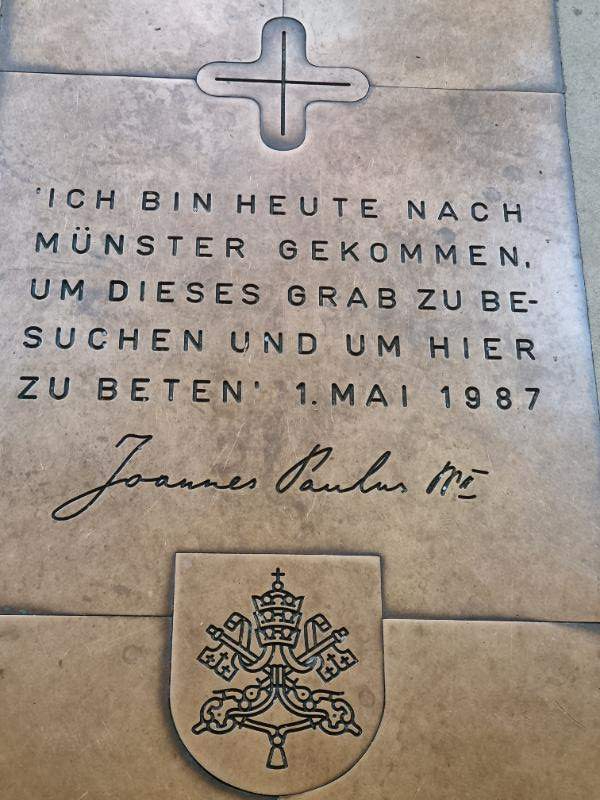 'ICH BIN HEUTE NACH
MÜNSTER GEKOMMEN,
UM DIESES GRAB ZU BE-
SUCHEN UND UM HIER
ZU BETEN' 1. MAI 1987
Joannes Paulus PP. II